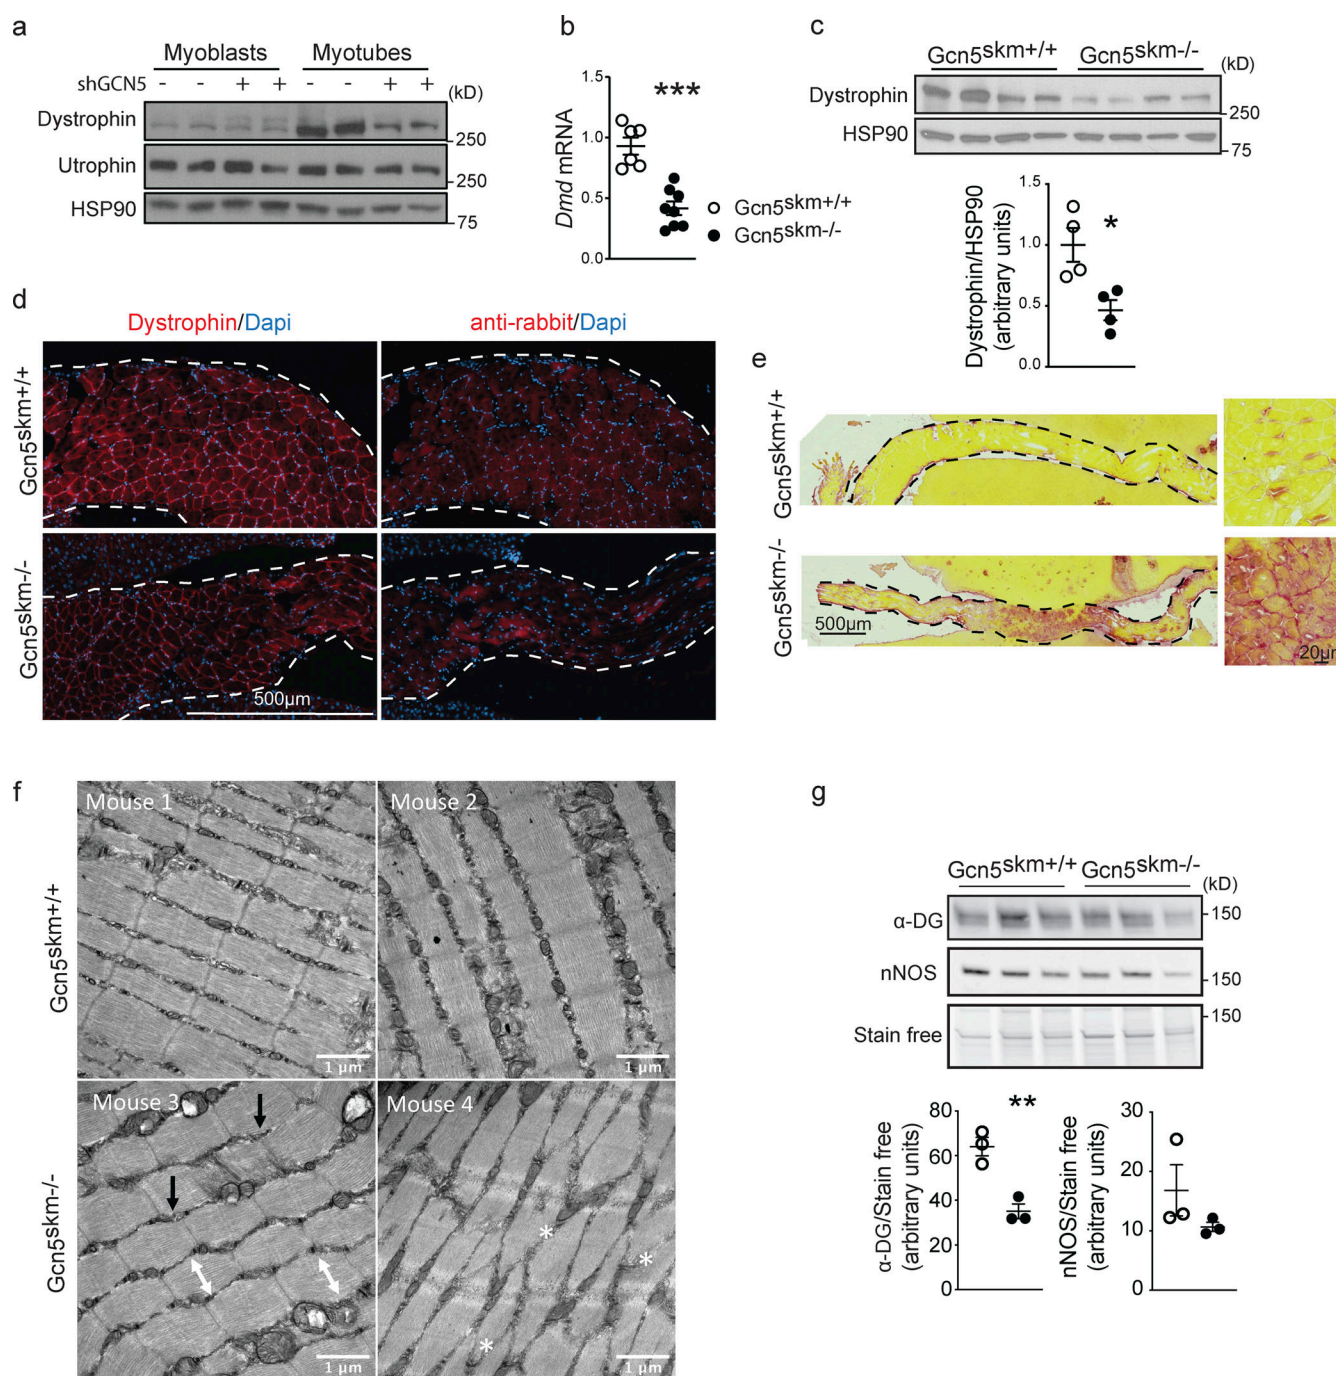 a
Myoblasts Myotubes
shGCN5 - - + + - - + + (kD)
Dystrophin
250
Utrophin
250
HSP90
75
b
***
1.5
1.0
0.5
0.0
Dmd mRNA
Gcn5skm+/+
Gcn5skm-/-
c
Gcn5skm+/+ Gcn5skm-/-
(kD)
Dystrophin
250
HSP90
75
*
1.5
1.0
0.5
0.0
Dystrophin/HSP90
(arbitrary units)
d
Dystrophin/Dapi anti-rabbit/Dapi
Gcn5skm+/+
Gcn5skm-/-
500µm
e
Gcn5skm+/+
Gcn5skm-/-
500µm
20µm
f
Mouse 1 Mouse 2
Gcn5skm+/+
1 µm 1 µm
Mouse 3 Mouse 4
Gcn5skm-/-
* * *
1 µm 1 µm
g
Gcn5skm+/+ Gcn5skm-/-
(kD)
α-DG 150
nNOS 150
150
Stain free
**
80
60
40
20
0
α-DG/Stain free
(arbitrary units)
30
20
10
0
nNOS/Stain free
(arbitrary units)